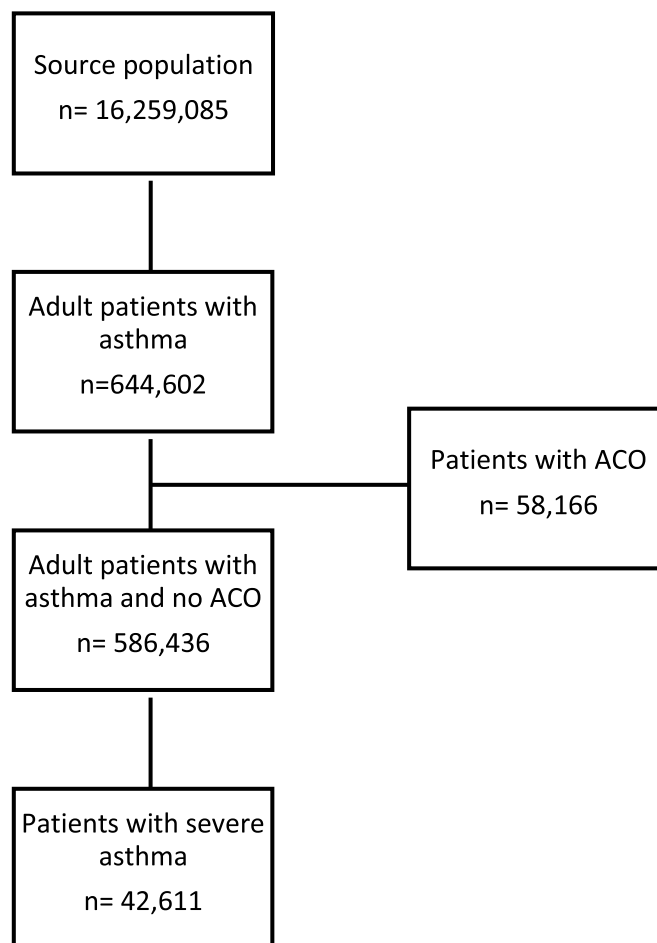 Source population
n= 16,259,085
Adult patients with
asthma
n=644,602
Patients with ACO
n= 58,166
Adult patients with
asthma and no ACO
n= 586,436
Patients with severe
asthma
n= 42,611